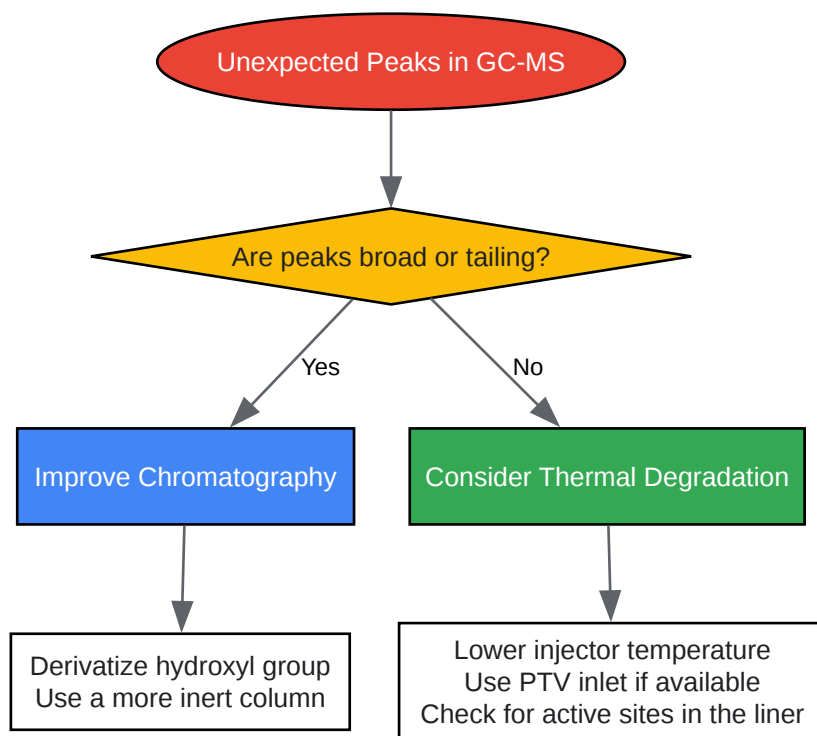 Unexpected Peaks in GC-MS
Are peaks broad or tailing?
Yes
No
Improve Chromatography
Consider Thermal Degradation
Derivatize hydroxyl group
Use a more inert column
Lower injector temperature
Use PTV inlet if available
Check for active sites in the liner